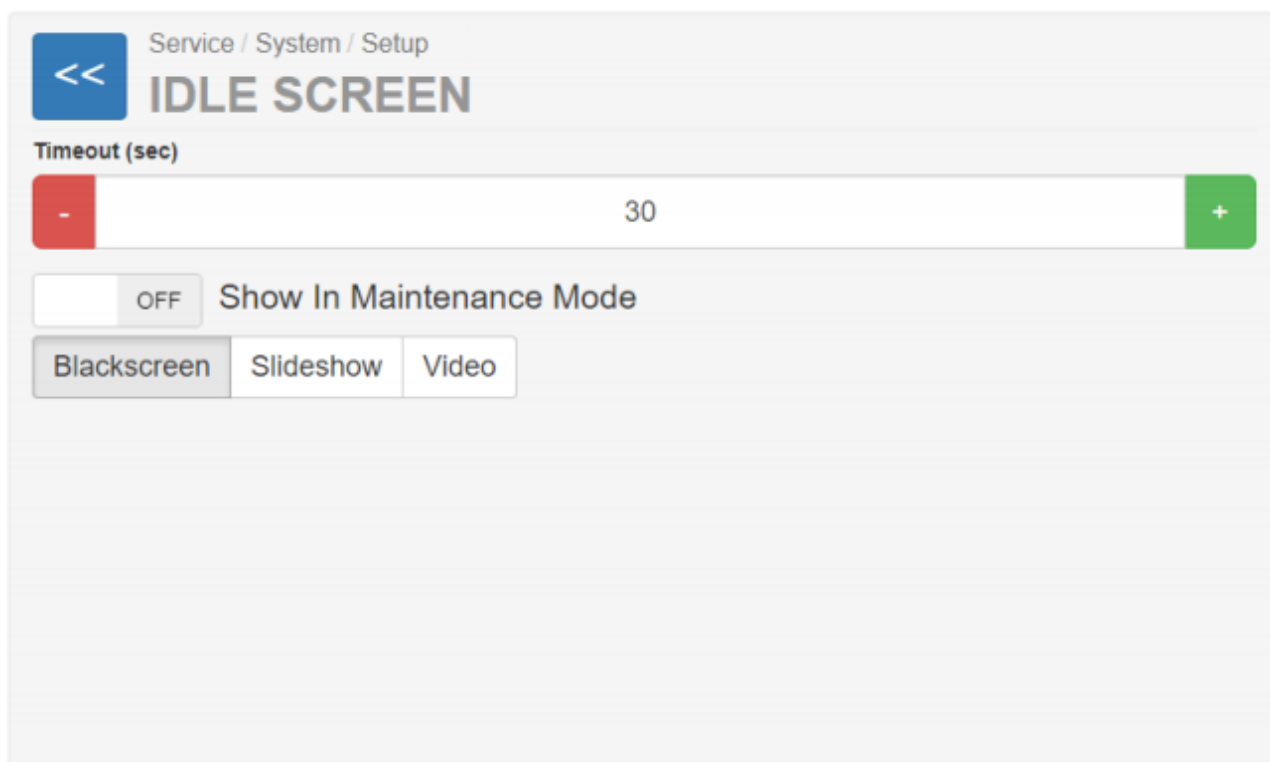 <<
Service / System / Setup
IDLE SCREEN
Timeout (sec)
- 30 +
OFF Show In Maintenance Mode
Blackscreen Slideshow Video